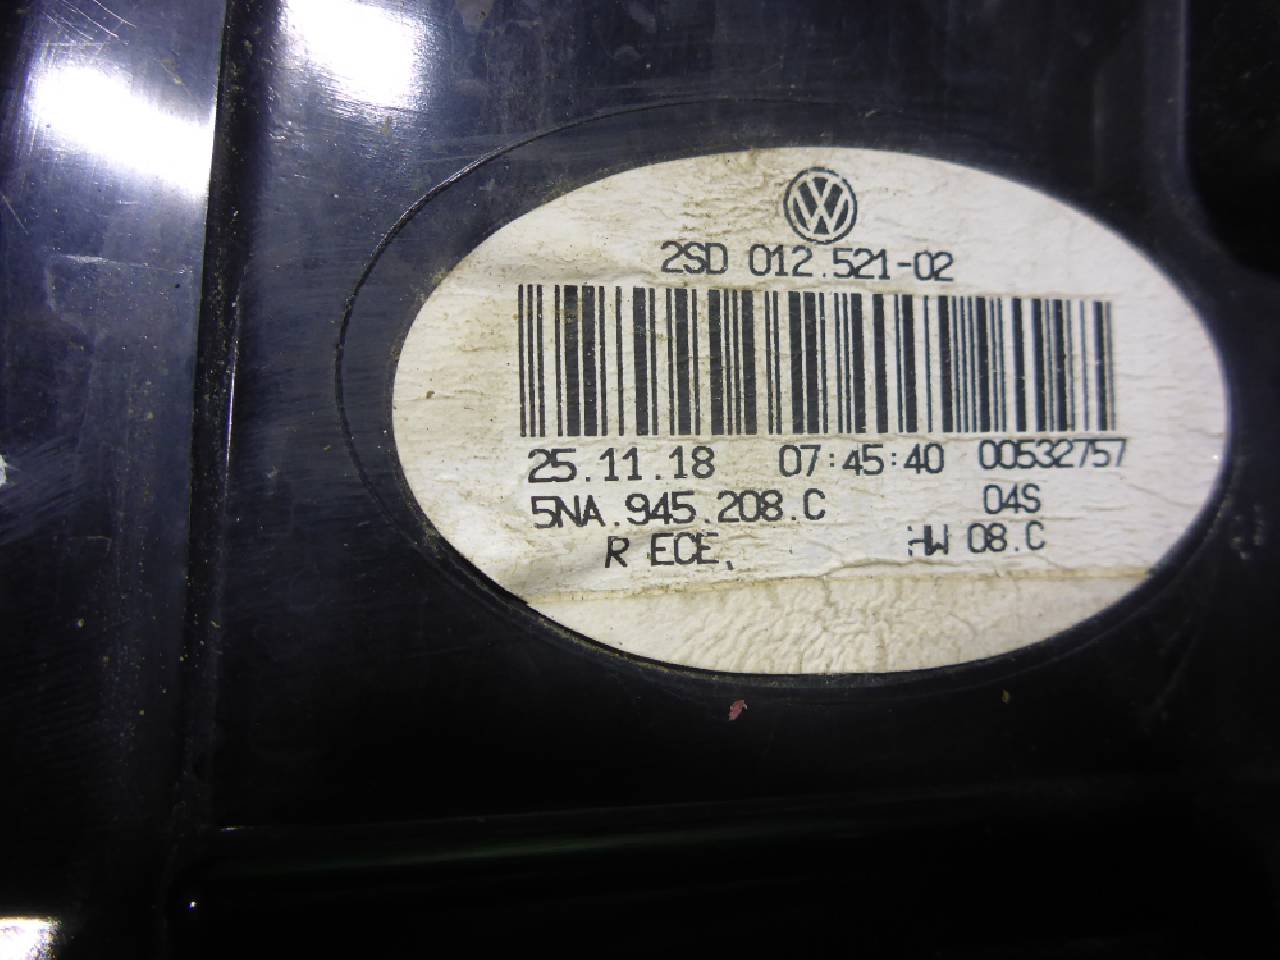 2SD 012.521-02
25.11.18 07:45:40 00532757
5NA.945.208.C 04S
R ECE, HW 08.C